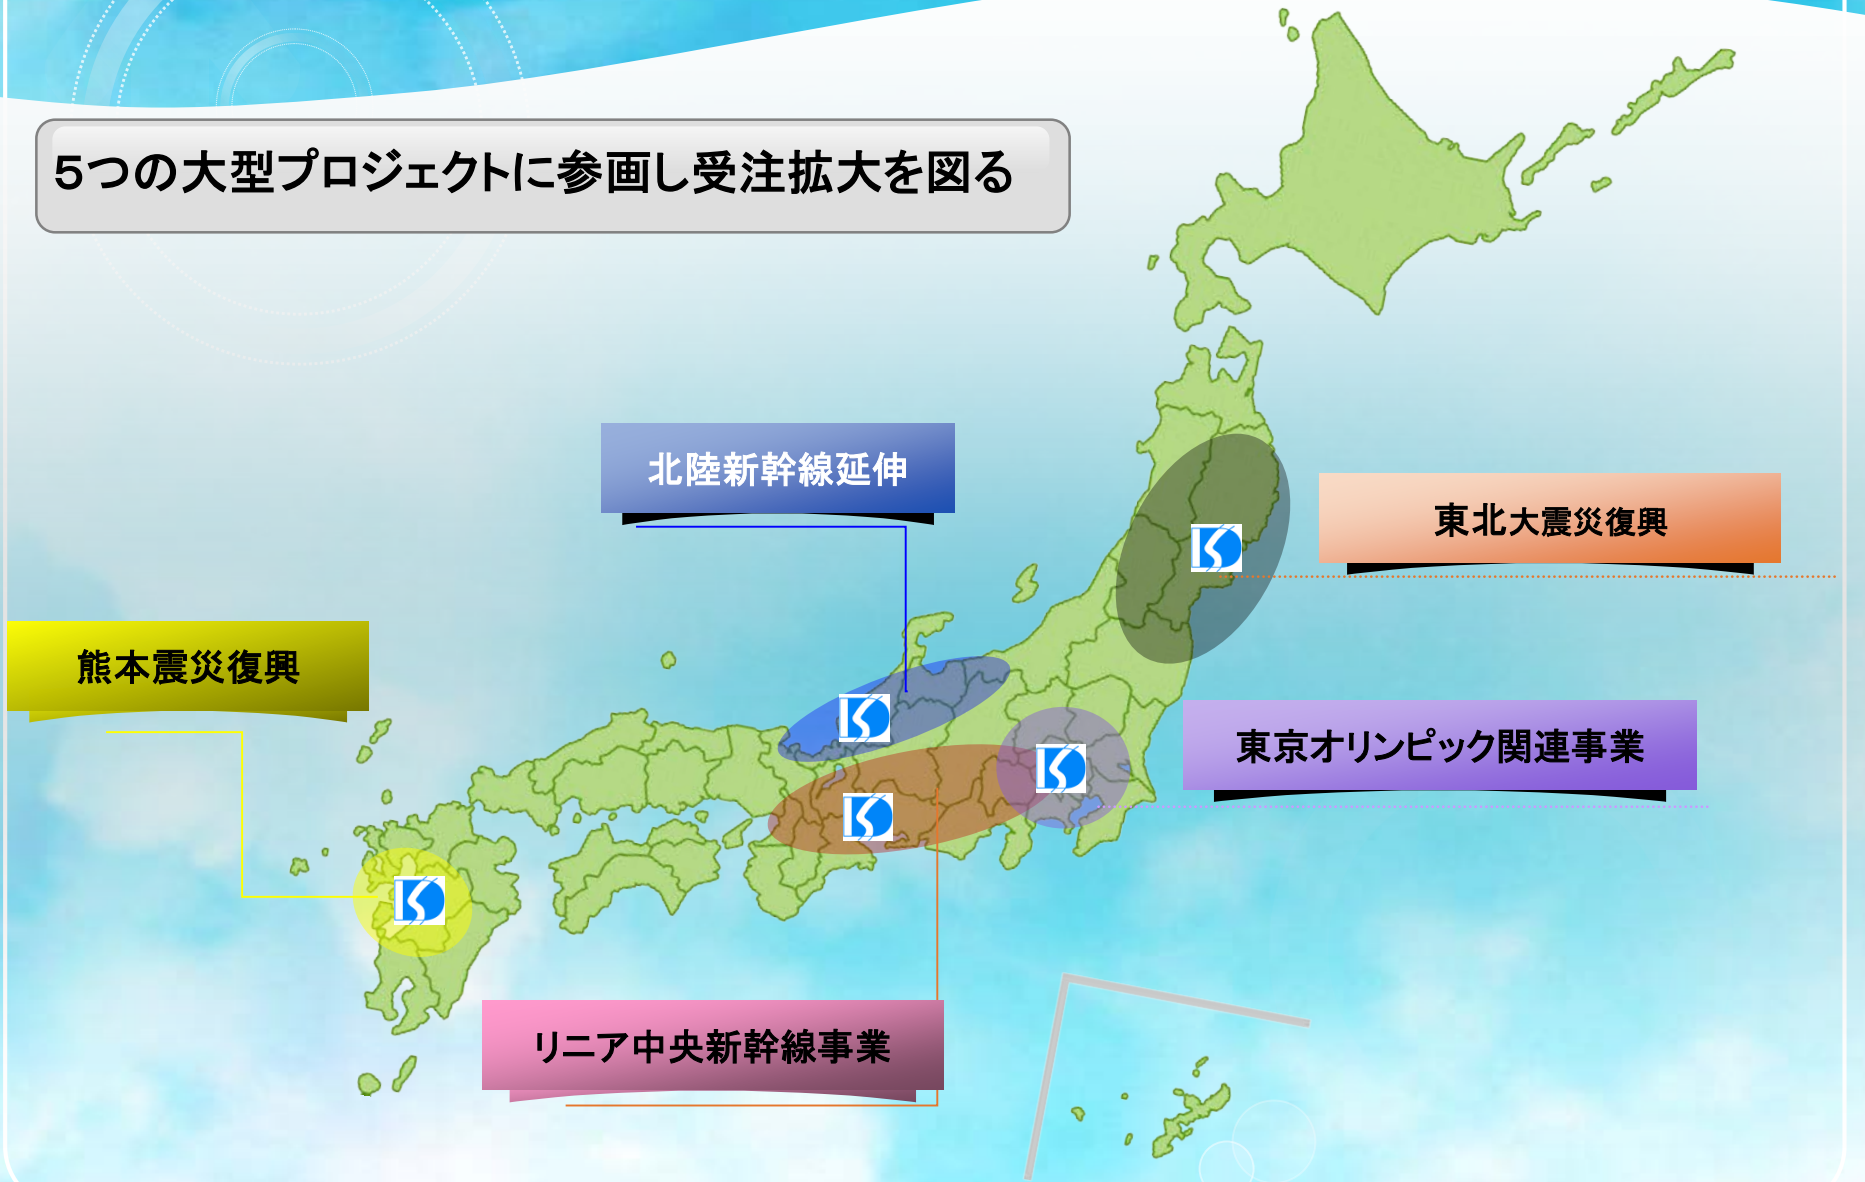 5つの大型プロジェクトに参画し受注拡大を図る
北陸新幹線延伸
東北大震災復興
熊本震災復興
東京オリンピック関連事業
リニア中央新幹線事業